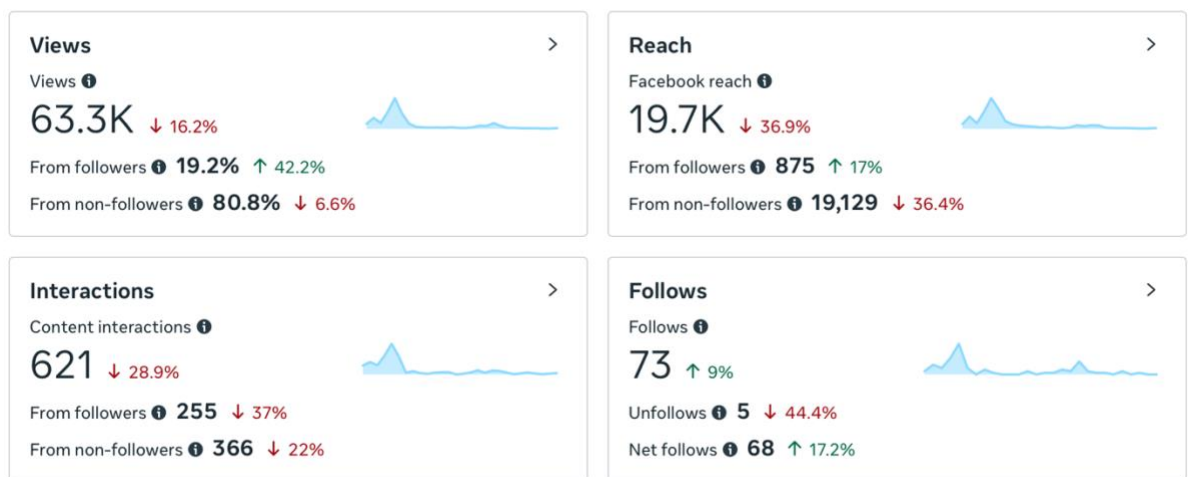 Views
Views
63.3K ↓ 16.2%
From followers 19.2% ↑ 42.2%
From non-followers 80.8% ↓ 6.6%
Reach
Facebook reach
19.7K ↓ 36.9%
From followers 875 ↑ 17%
From non-followers 19,129 ↓ 36.4%
Interactions
Content interactions
621 ↓ 28.9%
From followers 255 ↓ 37%
From non-followers 366 ↓ 22%
Follows
Follows
73 ↑ 9%
Unfollows 5 ↓ 44.4%
Net follows 68 ↑ 17.2%